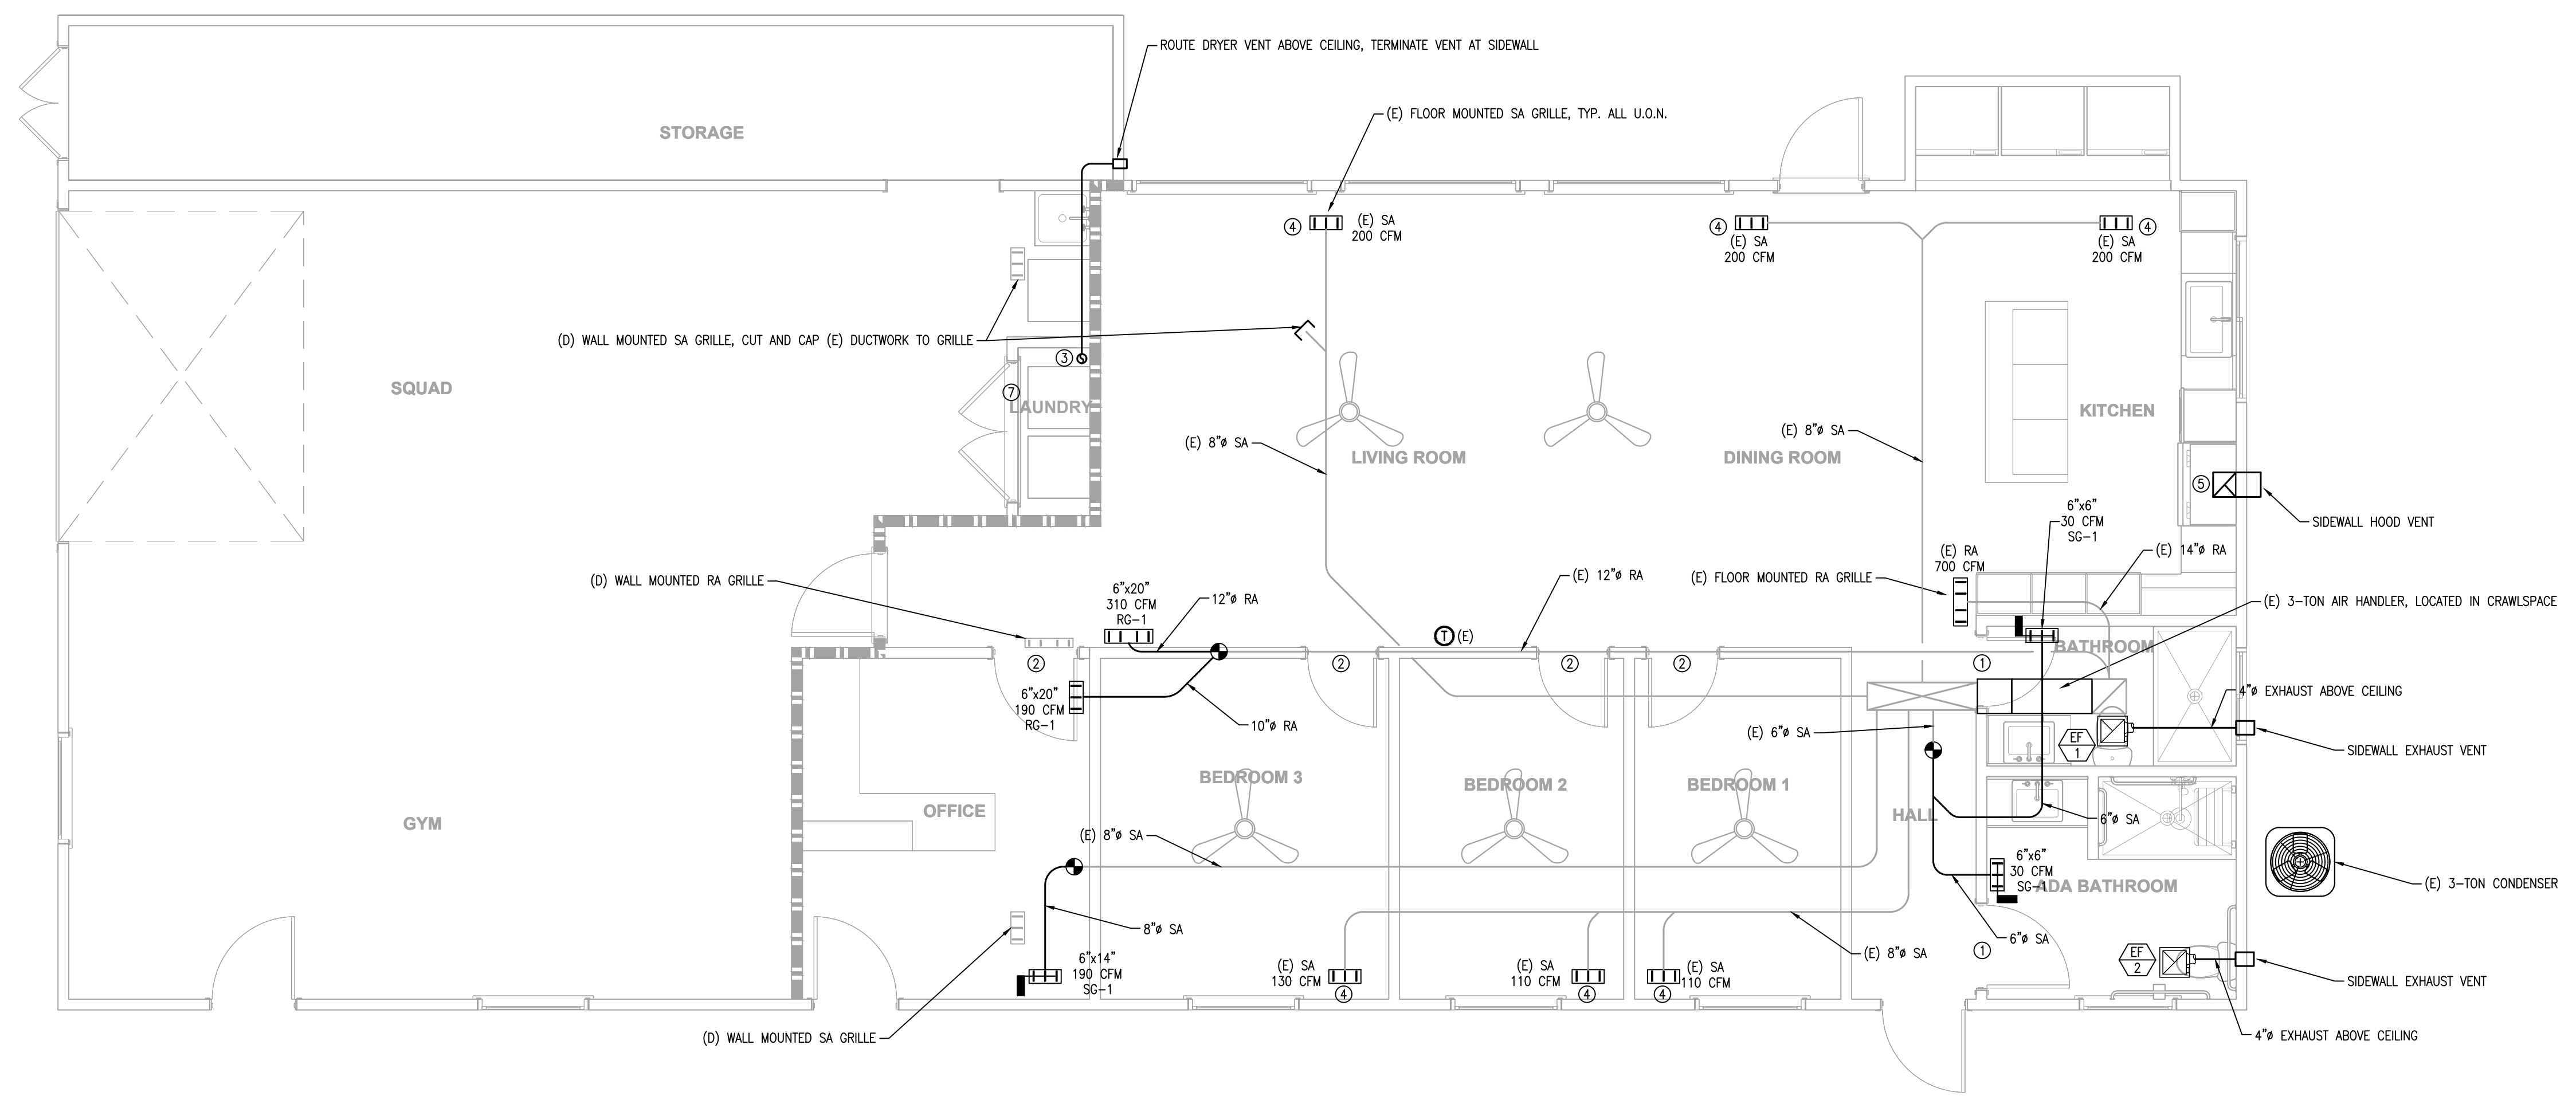 ROUTE DRYER VENT ABOVE CEILING, TERMINATE VENT AT SIDEWALL
(E) FLOOR MOUNTED SA GRILLE, TYP. ALL U.O.N.
STORAGE
4
(E) SA
200 CFM
4
(E) SA
200 CFM
4
(E) SA
200 CFM
(D) WALL MOUNTED SA GRILLE, CUT AND CAP (E) DUCTWORK TO GRILLE
3
7
SQUAD
LAUNDRY
KITCHEN
(E) 8"ø SA
LIVING ROOM
(E) 8"ø SA
DINING ROOM
5
SIDEWALL HOOD VENT
6"x6"
30 CFM
SG-1
(E) RA
700 CFM
(E) 14"ø RA
(D) WALL MOUNTED RA GRILLE
6"x20"
310 CFM
RG-1
12"ø RA
(E) 12"ø RA
(E) FLOOR MOUNTED RA GRILLE
(E) 3-TON AIR HANDLER, LOCATED IN CRAWLSPACE
T (E)
BATHROOM
2
2
2
2
1
6"x20"
190 CFM
RG-1
10"ø RA
(E) 6"ø SA
EF
1
4"ø EXHAUST ABOVE CEILING
SIDEWALL EXHAUST VENT
BEDROOM 3
BEDROOM 2
BEDROOM 1
OFFICE
GYM
HALL
6"ø SA
(E) 8"ø SA
6"x6"
30 CFM
SG-1
ADA BATHROOM
(E) 3-TON CONDENSER
8"ø SA
6"ø SA
1
(E) 8"ø SA
6"x14"
190 CFM
SG-1
(E) SA
130 CFM
4
(E) SA
110 CFM
4
(E) SA
110 CFM
4
EF
2
SIDEWALL EXHAUST VENT
(D) WALL MOUNTED SA GRILLE
4"ø EXHAUST ABOVE CEILING